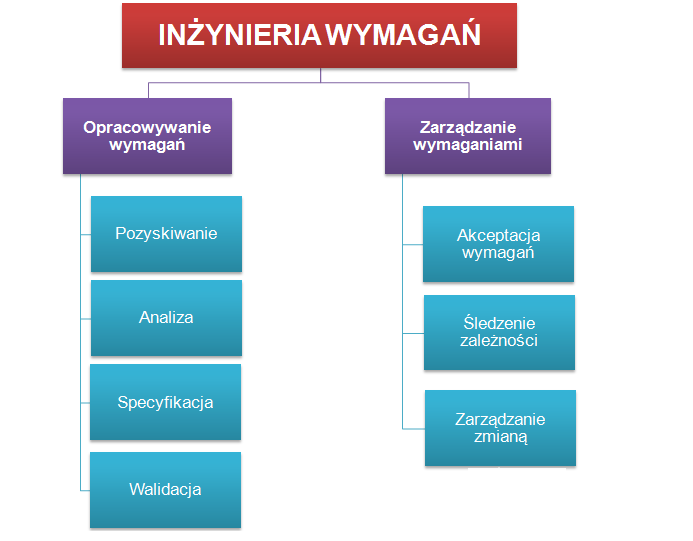 INŻYNIERIA WYMAGAŃ
Opracowywanie
wymagań
Pozyskiwanie
Analiza
Specyfikacja
Walidacja
Zarządzanie
wymaganiami
Akceptacja
wymagań
Śledzenie
zależności
Zarządzanie
zmianą